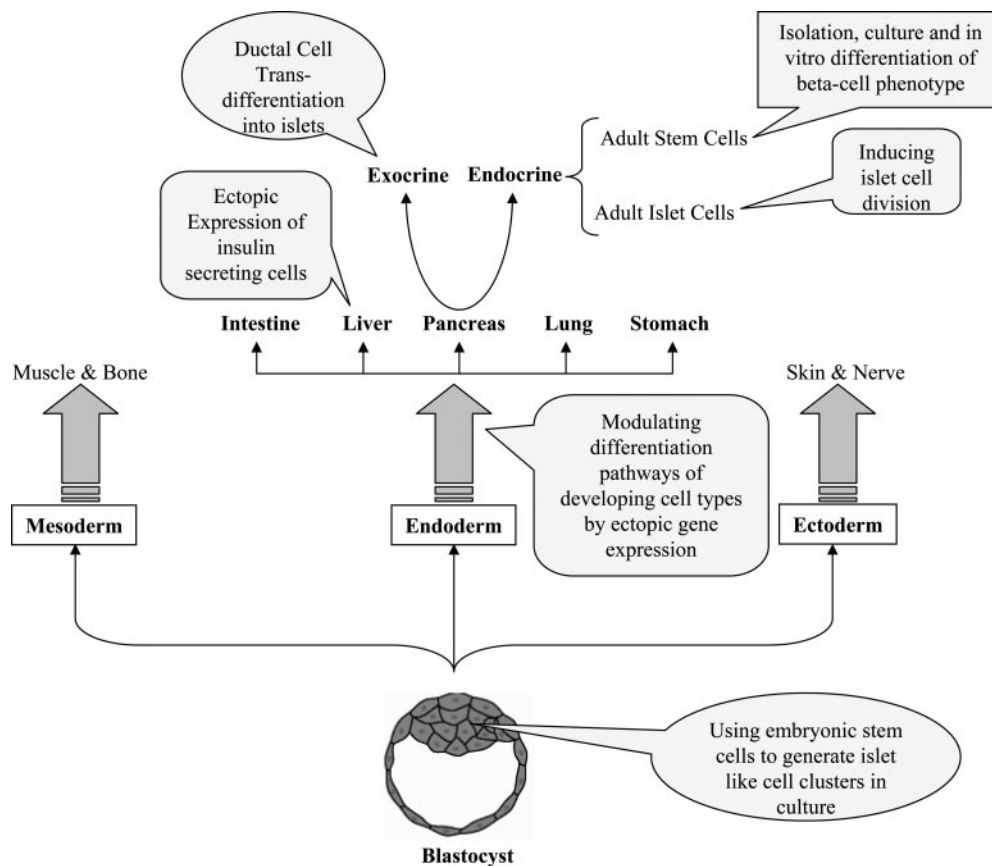 Ductal Cell
Trans-
differentiation
into islets
Isolation, culture and in
vitro differentiation of
beta-cell phenotype
Adult Stem Cells
Exocrine Endocrine
Inducing
islet cell
division
Adult Islet Cells
Ectopic
Expression of
insulin
secreting cells
Intestine Liver Pancreas Lung Stomach
Muscle & Bone
Skin & Nerve
Modulating
differentiation
pathways of
developing cell types
by ectopic gene
expression
Mesoderm Endoderm Ectoderm
Using embryonic stem
cells to generate islet
like cell clusters in
culture
Blastocyst